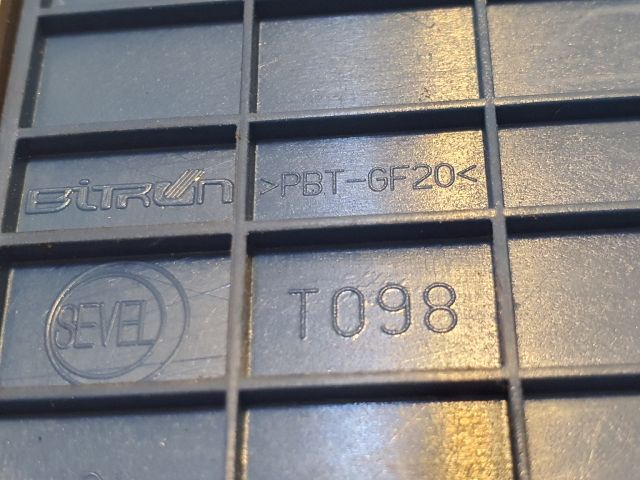 BITRON >PBT-GF20<
SEVEL T098